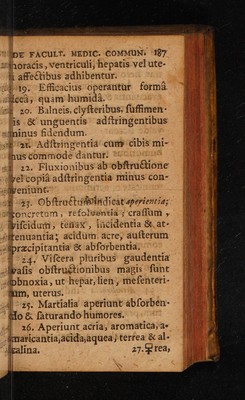 DE FACULT. MEDIC. COMMUN. 187
horacis, ventriculi, hepatis vel ute-
i affectibus adhibentur.
19. Efficacius operantur formâ
icca, quam humidâ.
20. Balneis, clysteribus, suffimen-
is & unguentis adstringentibus
minus fidendum.
21. Adstringentia cum cibis mi-
nus commode dantur.
22. Fluxionibus ab obstructione
vel copiâ adstringentia minus con-
veniunt.
23. Obstructum indicat aperientia;
concretum, resolventia; crassum,
viscidum, tenax, incidentia & at-
tenuantia; acidum acre, austerum
præcipitantia & absorbentia.
24. Viscera pluribus gaudentia
vasis obstructionibus magis sunt
obnoxia, ut hepar, lien, mesenteri-
um, uterus.
25. Martialia aperiunt absorben-
do & saturando humores.
26. Aperiunt acria, aromatica, a-
maricantia, acida, aquea, terrea & al-
calina. 27. ♀rea,